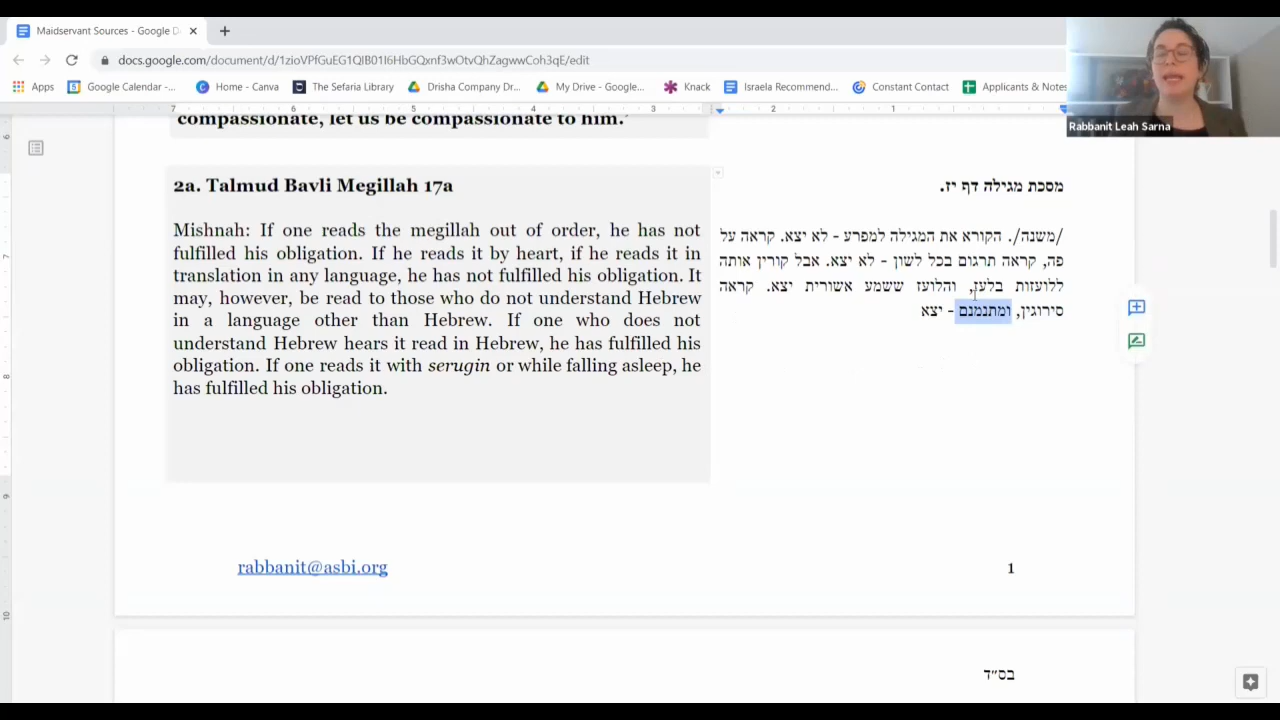 Maidservant Sources - Google D
docs.google.com/document/d/1zioVPfGuEG1QIB01I6HbGQxnf3wOtvQhZagwwCoh3qE/edit
Apps Google Calendar -... Home - Canva The Sefaria Library Drisha Company Dr... My Drive - Google... Knack Israela Recommend... Constant Contact Applicants & Notes
Rabbanit Leah Sarna
7 6 5 4 3 2 1
compassionate, let us be compassionate to him.'
2a. Talmud Bavli Megillah 17a
Mishnah: If one reads the megillah out of order, he has not
fulfilled his obligation. If he reads it by heart, if he reads it in
translation in any language, he has not fulfilled his obligation. It
may, however, be read to those who do not understand Hebrew
in a language other than Hebrew. If one who does not
understand Hebrew hears it read in Hebrew, he has fulfilled his
obligation. If one reads it with serugin or while falling asleep, he
has fulfilled his obligation.
מסכת מגילה דף יז.
/משנה/. הקורא את המגילה למפרע - לא יצא. קראה על
פה, קראה תרגום בכל לשון - לא יצא. אבל קורין אותה
ללועזות בלעז, והלועז ששמע אשורית יצא. קראה
סירוגין, ומתנמנם - יצא
rabbanit@asbi.org
1
בס״ד